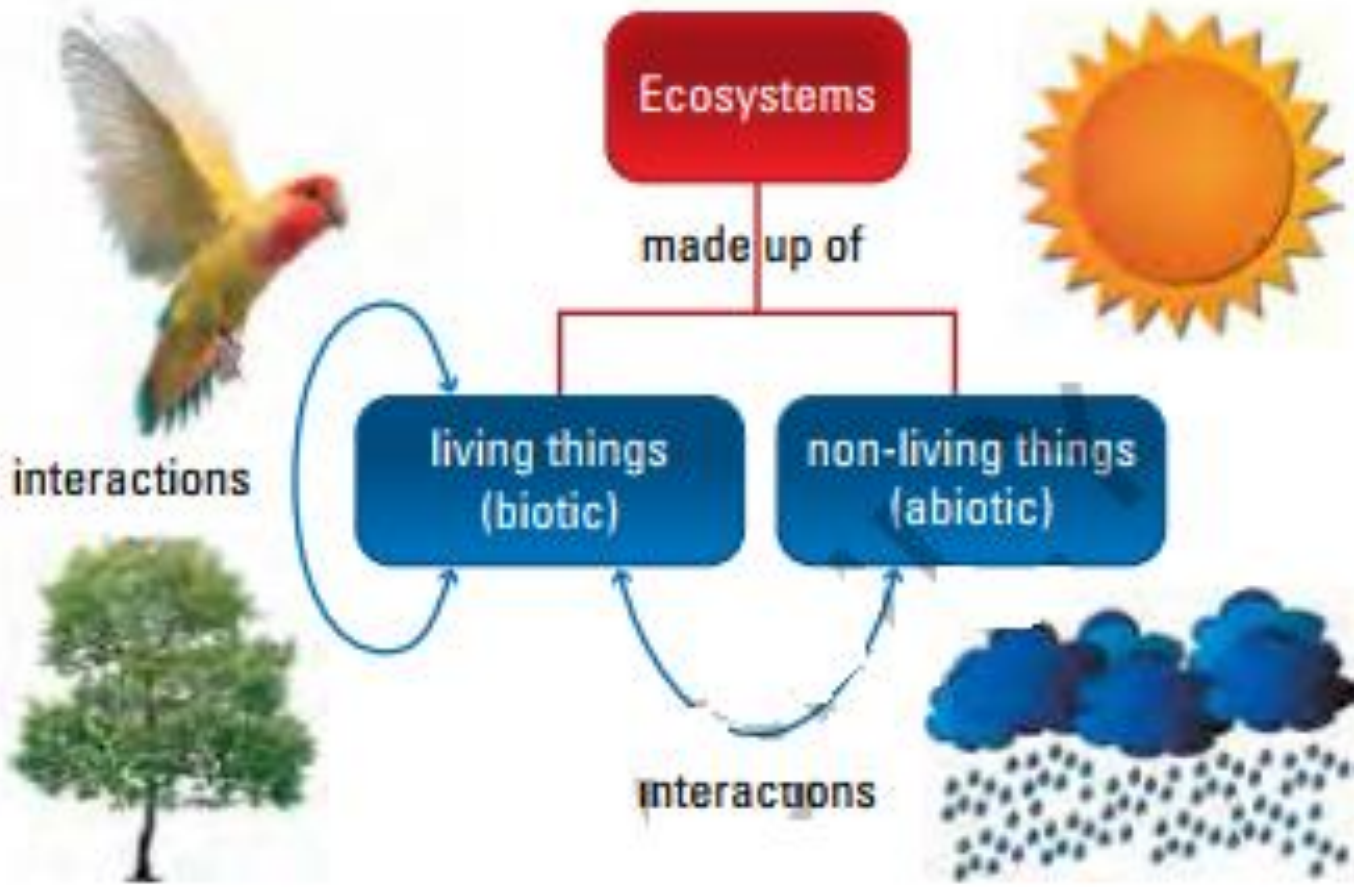 Ecosystems
made up of
living things
(biotic)
non-living things
(abiotic)
interactions
interactions